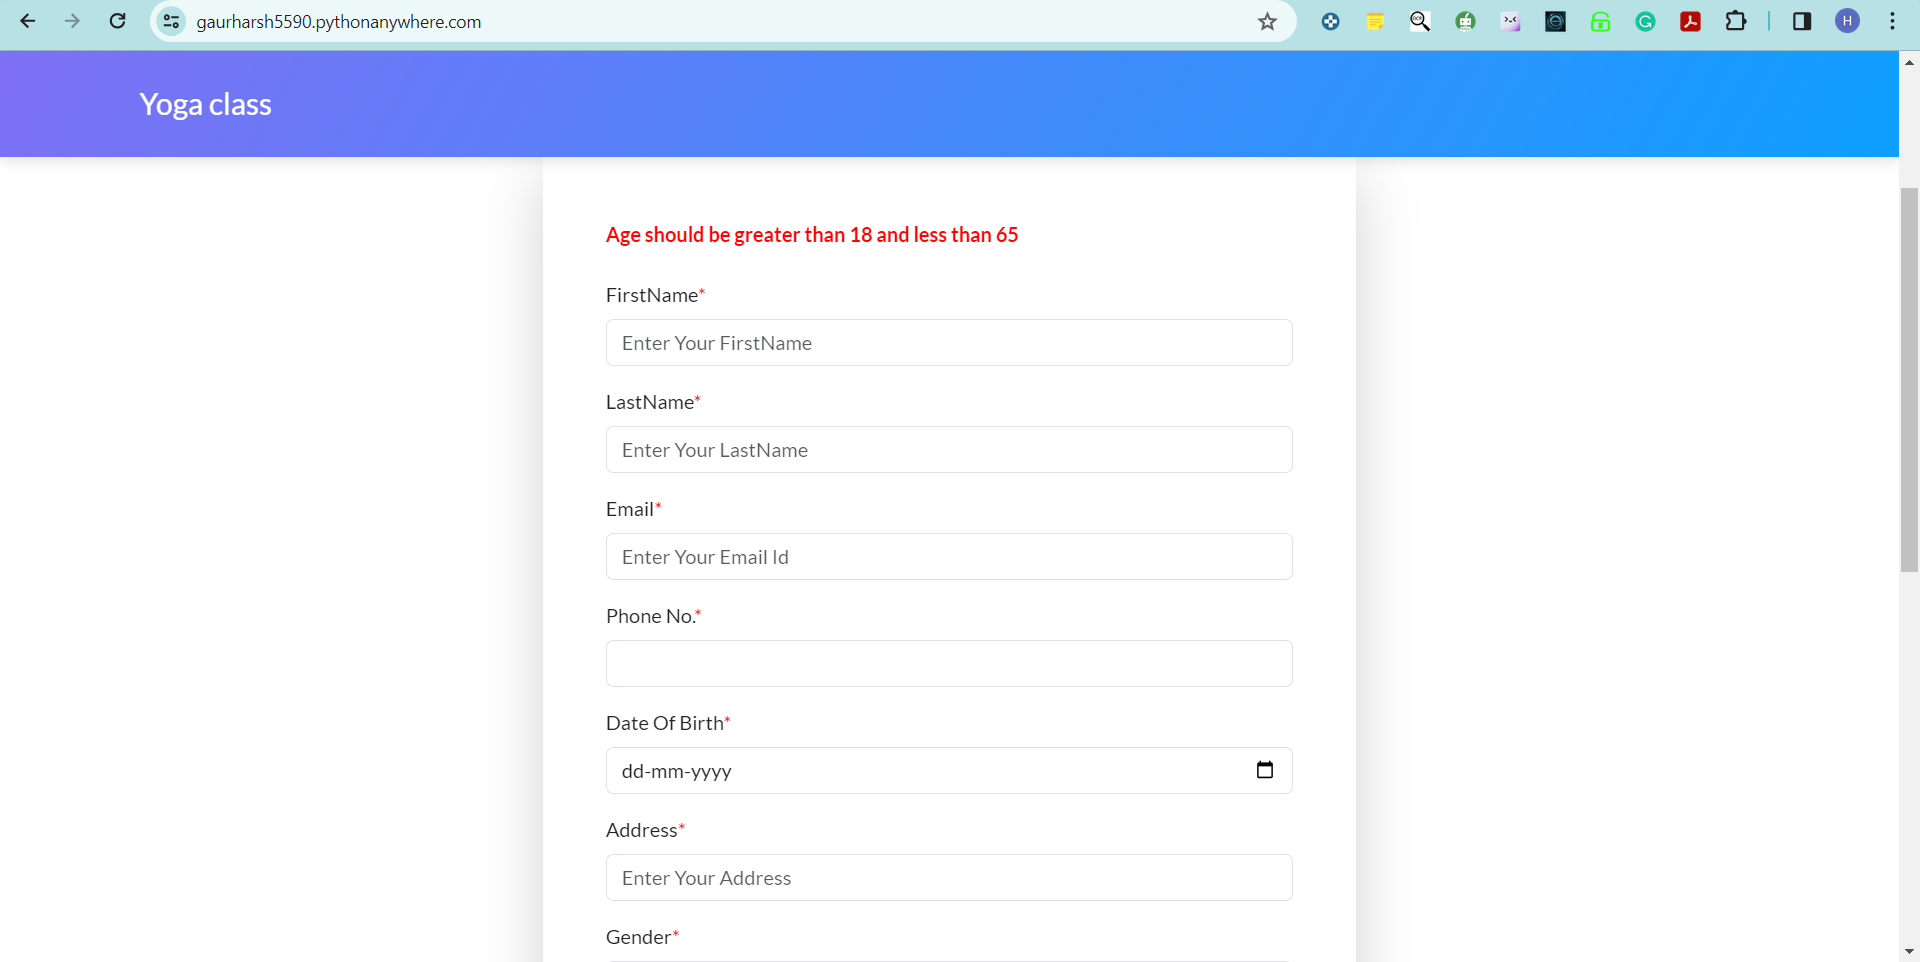 gaurharsh5590.pythonanywhere.com
H
Yoga class
Age should be greater than 18 and less than 65
FirstName*
Enter Your FirstName
LastName*
Enter Your LastName
Email*
Enter Your Email Id
Phone No.*
Date Of Birth*
dd-mm-yyyy
Address*
Enter Your Address
Gender*